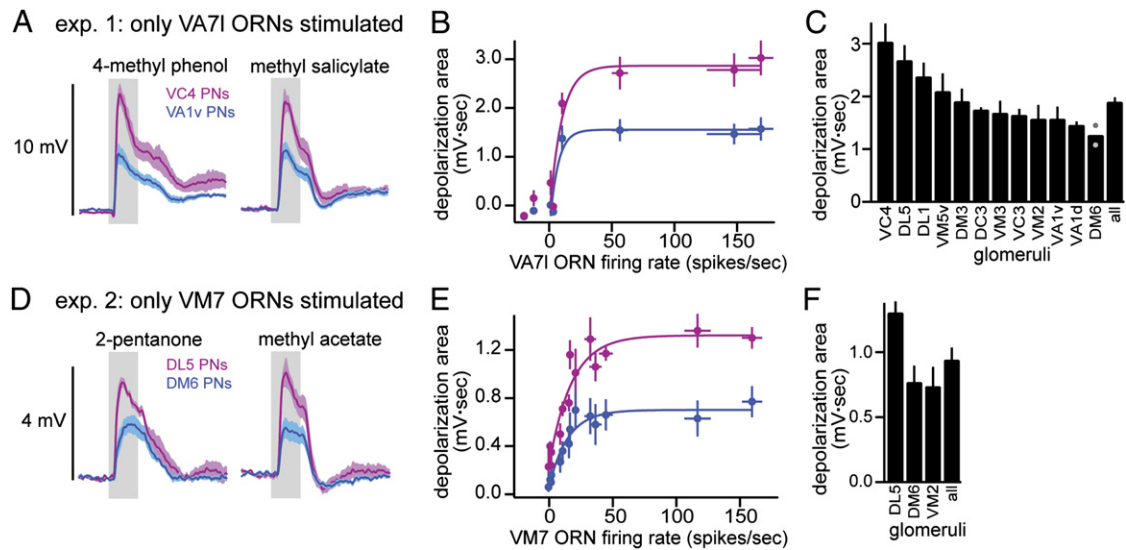 A exp. 1: only VA7l ORNs stimulated
4-methyl phenol
methyl salicylate
VC4 PNs
VA1v PNs
10 mV
B
depolarization area
(mV·sec)
3.0
2.0
1.0
0.0
0 50 100 150
VA7l ORN firing rate (spikes/sec)
C
depolarization area
(mV·sec)
3
2
1
0
VC4 DL5 DL1 VM5v DM3 DC3 VM3 VC3 VM2 VA1v VA1d DM6 all
glomeruli
D exp. 2: only VM7 ORNs stimulated
2-pentanone
methyl acetate
DL5 PNs
DM6 PNs
4 mV
E
depolarization area
(mV·sec)
1.2
0.8
0.4
0.0
0 50 100 150
VM7 ORN firing rate (spikes/sec)
F
depolarization area
(mV·sec)
1.0
0.5
0.0
DL5 DM6 VM2 all
glomeruli